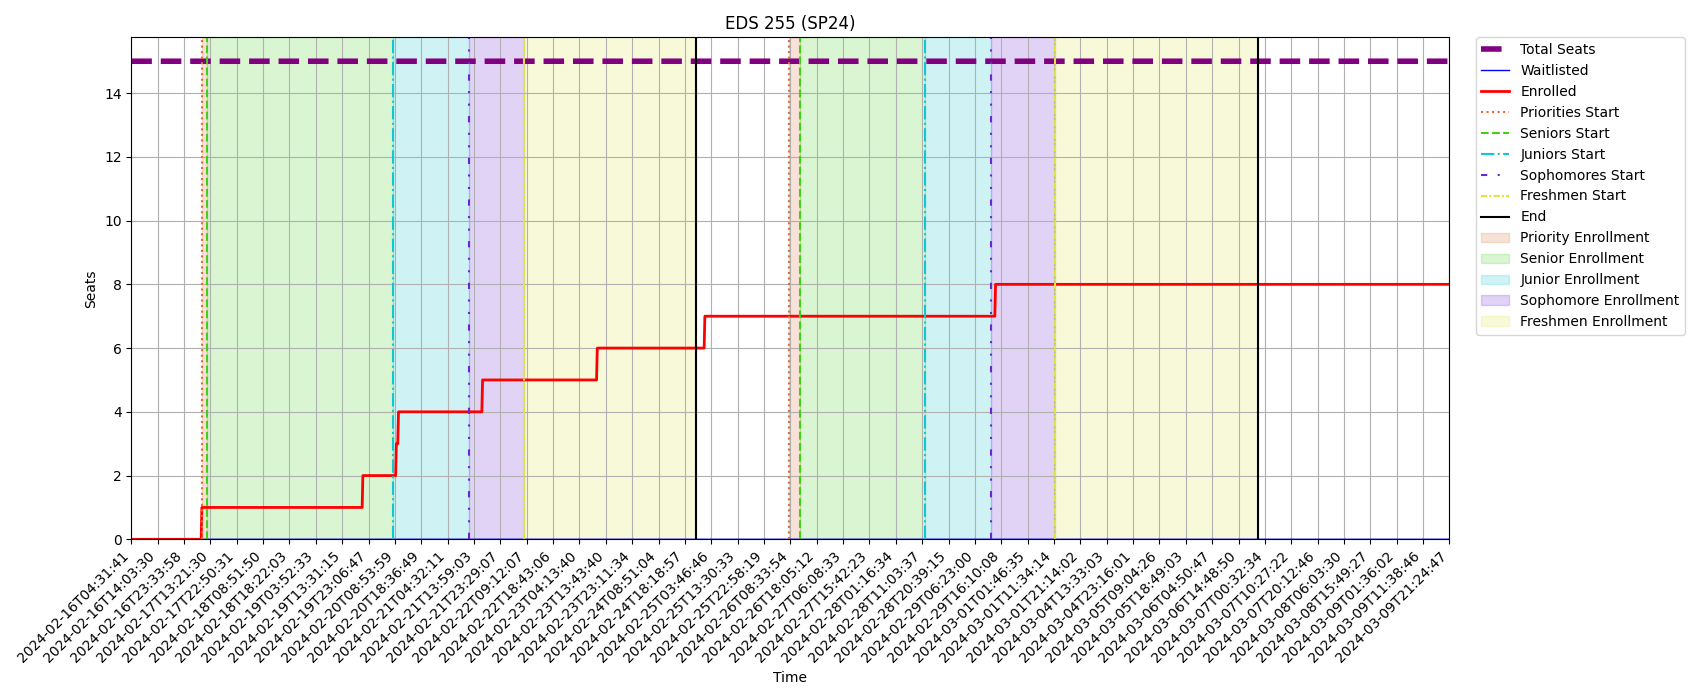 EDS 255 (SP24)
Seats
14
12
10
8
6
4
2
0
2024-02-16T04:31:41
2024-02-16T14:03:30
2024-02-16T23:33:58
2024-02-17T13:21:30
2024-02-17T22:50:31
2024-02-18T08:51:50
2024-02-18T18:22:03
2024-02-19T03:52:33
2024-02-19T13:31:15
2024-02-19T23:06:47
2024-02-20T08:53:59
2024-02-20T18:36:49
2024-02-21T04:32:11
2024-02-21T13:59:03
2024-02-21T23:29:07
2024-02-22T09:12:07
2024-02-22T18:43:06
2024-02-23T04:13:40
2024-02-23T13:43:40
2024-02-23T23:11:34
2024-02-24T08:51:04
2024-02-24T18:18:57
2024-02-25T03:46:46
2024-02-25T13:30:33
2024-02-25T22:58:19
2024-02-26T08:33:54
2024-02-26T18:05:12
2024-02-27T06:08:33
2024-02-27T15:42:23
2024-02-28T01:16:34
2024-02-28T11:03:37
2024-02-28T20:39:15
2024-02-29T06:23:00
2024-02-29T16:10:08
2024-03-01T01:46:35
2024-03-01T11:34:14
2024-03-01T21:14:02
2024-03-04T13:33:03
2024-03-04T23:16:01
2024-03-05T09:04:26
2024-03-05T18:49:03
2024-03-06T04:50:47
2024-03-06T14:48:50
2024-03-07T00:32:34
2024-03-07T10:27:22
2024-03-07T20:12:46
2024-03-08T06:03:30
2024-03-08T15:49:27
2024-03-09T01:36:02
2024-03-09T11:38:46
2024-03-09T21:24:47
Time
Total Seats
Waitlisted
Enrolled
Priorities Start
Seniors Start
Juniors Start
Sophomores Start
Freshmen Start
End
Priority Enrollment
Senior Enrollment
Junior Enrollment
Sophomore Enrollment
Freshmen Enrollment